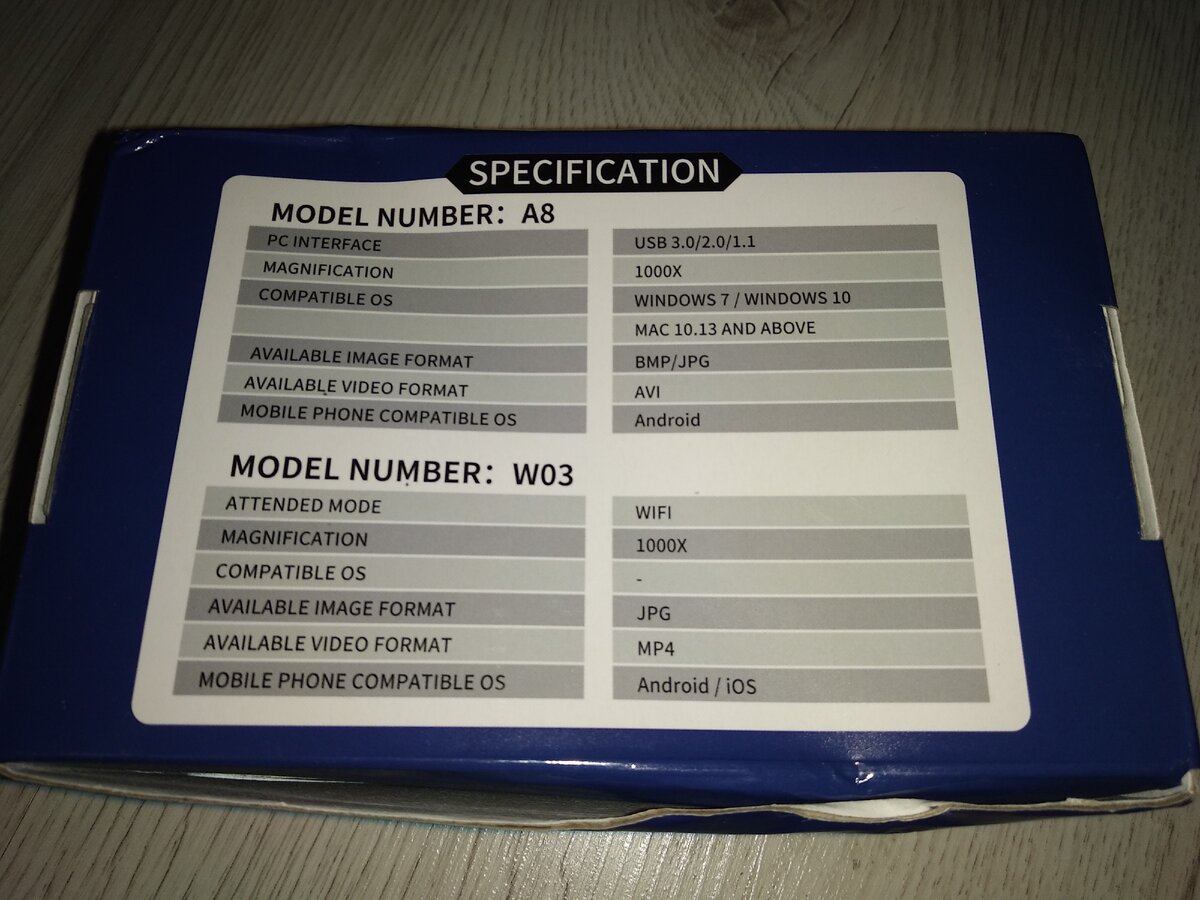 SPECIFICATION
MODEL NUMBER: A8
PC INTERFACE USB 3.0/2.0/1.1
MAGNIFICATION 1000X
COMPATIBLE OS WINDOWS 7 / WINDOWS 10
MAC 10.13 AND ABOVE
AVAILABLE IMAGE FORMAT BMP/JPG
AVAILABLE VIDEO FORMAT AVI
MOBILE PHONE COMPATIBLE OS Android
MODEL NUMBER: W03
ATTENDED MODE WIFI
MAGNIFICATION 1000X
COMPATIBLE OS -
AVAILABLE IMAGE FORMAT JPG
AVAILABLE VIDEO FORMAT MP4
MOBILE PHONE COMPATIBLE OS Android / iOS